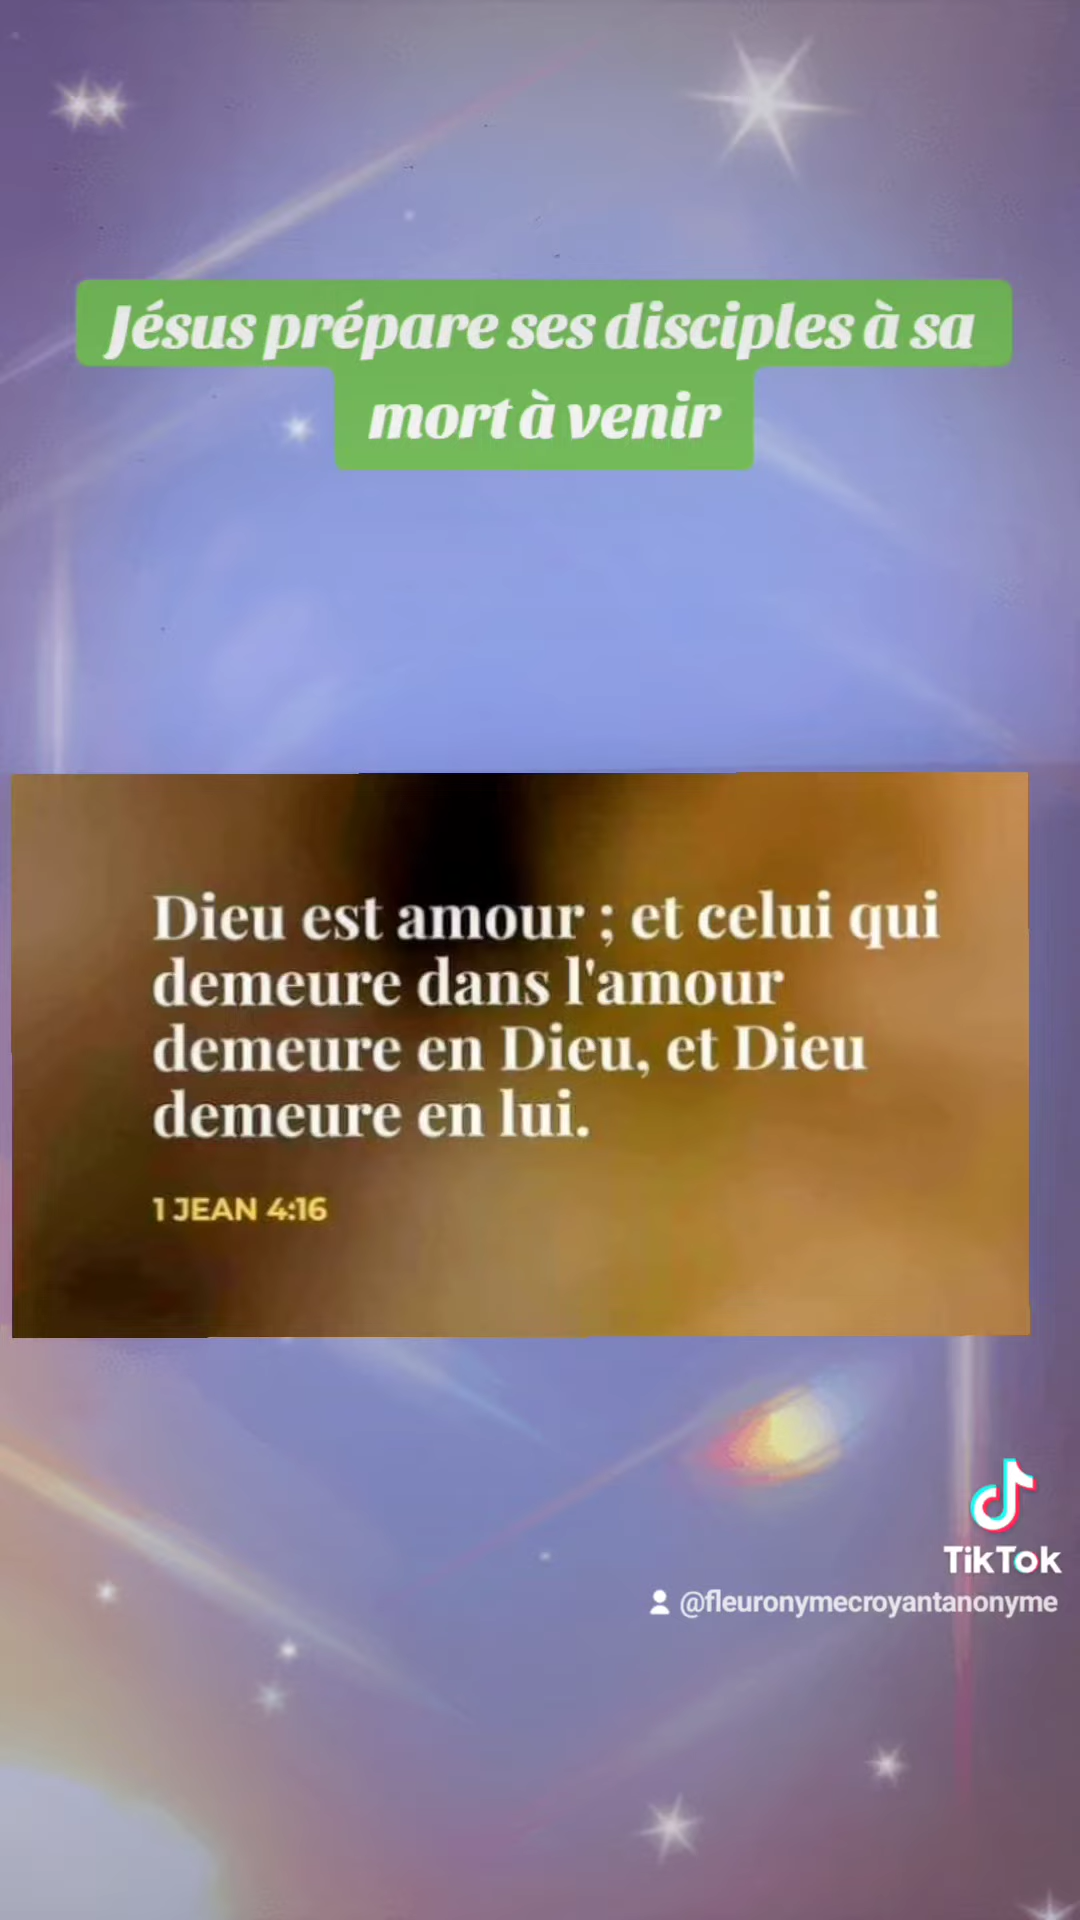 Jésus prépare ses disciples à sa
mort à venir
Dieu est amour ; et celui qui
demeure dans l'amour
demeure en Dieu, et Dieu
demeure en lui.
1 JEAN 4:16
TikTok
@fleuronymecroyantanonyme